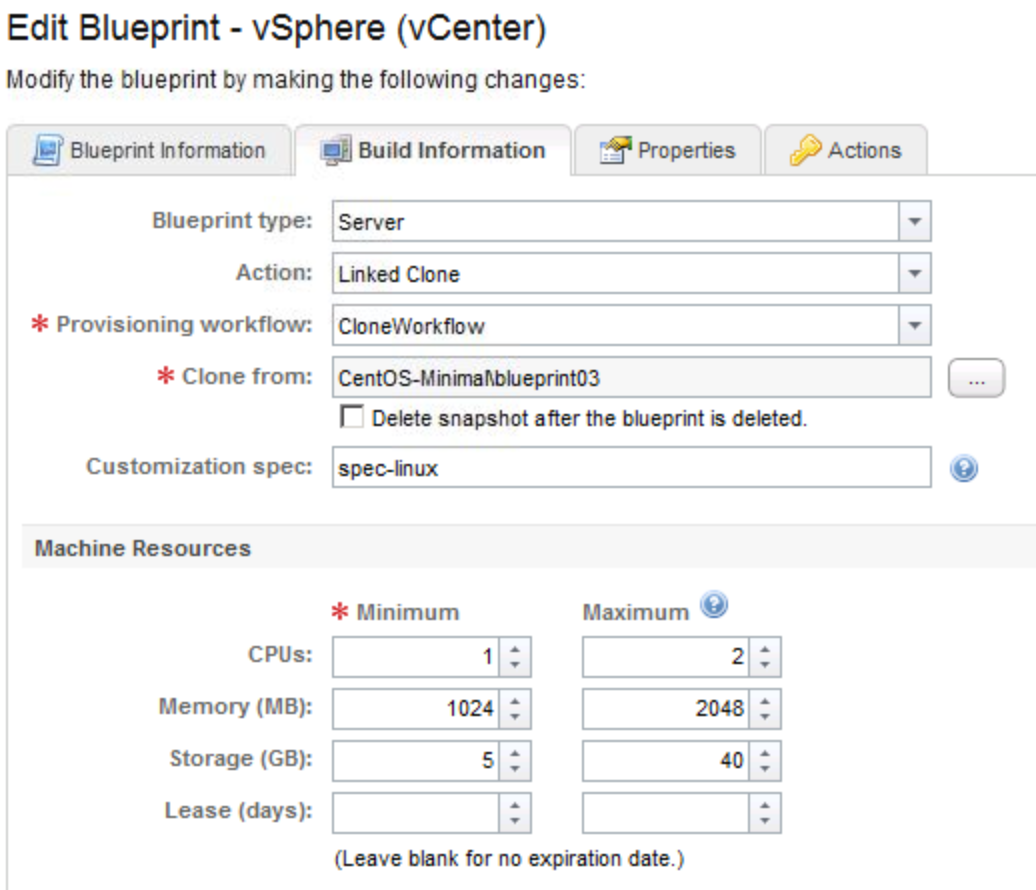 Edit Blueprint - vSphere (vCenter)
Modify the blueprint by making the following changes:
Blueprint Information Build Information Properties Actions
Blueprint type: Server
Action: Linked Clone
* Provisioning workflow: CloneWorkflow
* Clone from: CentOS-Minimal\blueprint03 ...
Delete snapshot after the blueprint is deleted.
Customization spec: spec-linux ?
Machine Resources
* Minimum Maximum ?
CPUs: 1 2
Memory (MB): 1024 2048
Storage (GB): 5 40
Lease (days):
(Leave blank for no expiration date.)